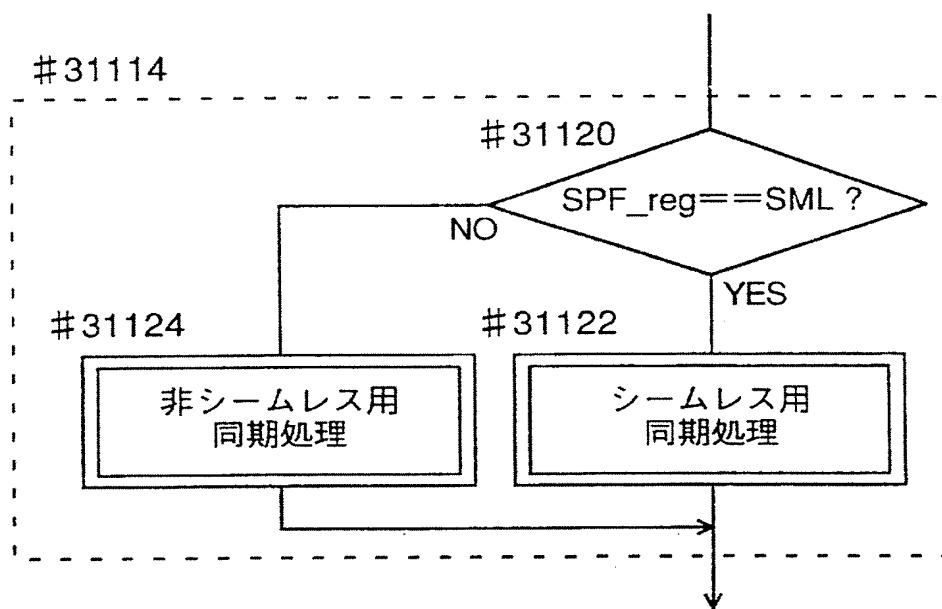 #31114
#31120
SPF_reg==SML ?
NO
YES
#31124
#31122
非シームレス用
同期処理
シームレス用
同期処理